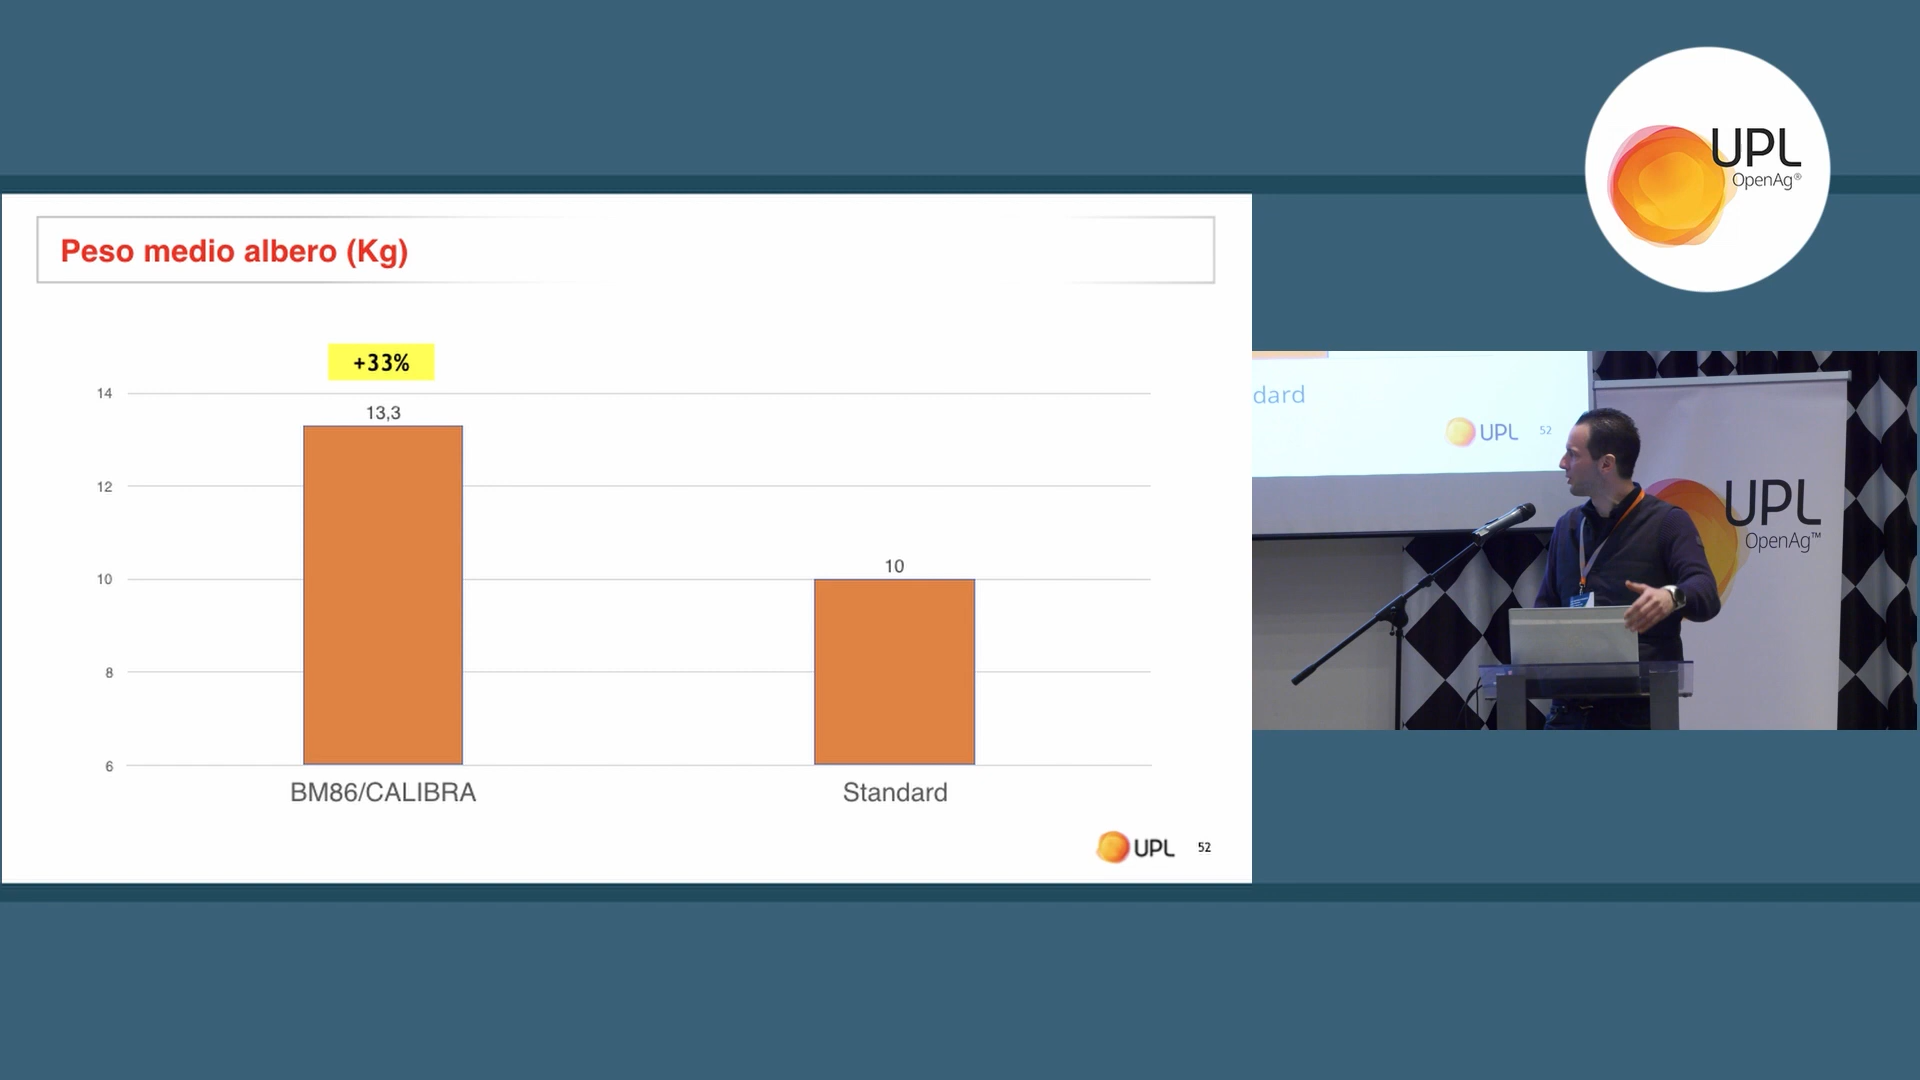 UPL
OpenAg®
Peso medio albero (Kg)
+33%
14
13,3
12
10
10
8
6
BM86/CALIBRA
Standard
UPL
52
dard
UPL
52
UPL
OpenAg™